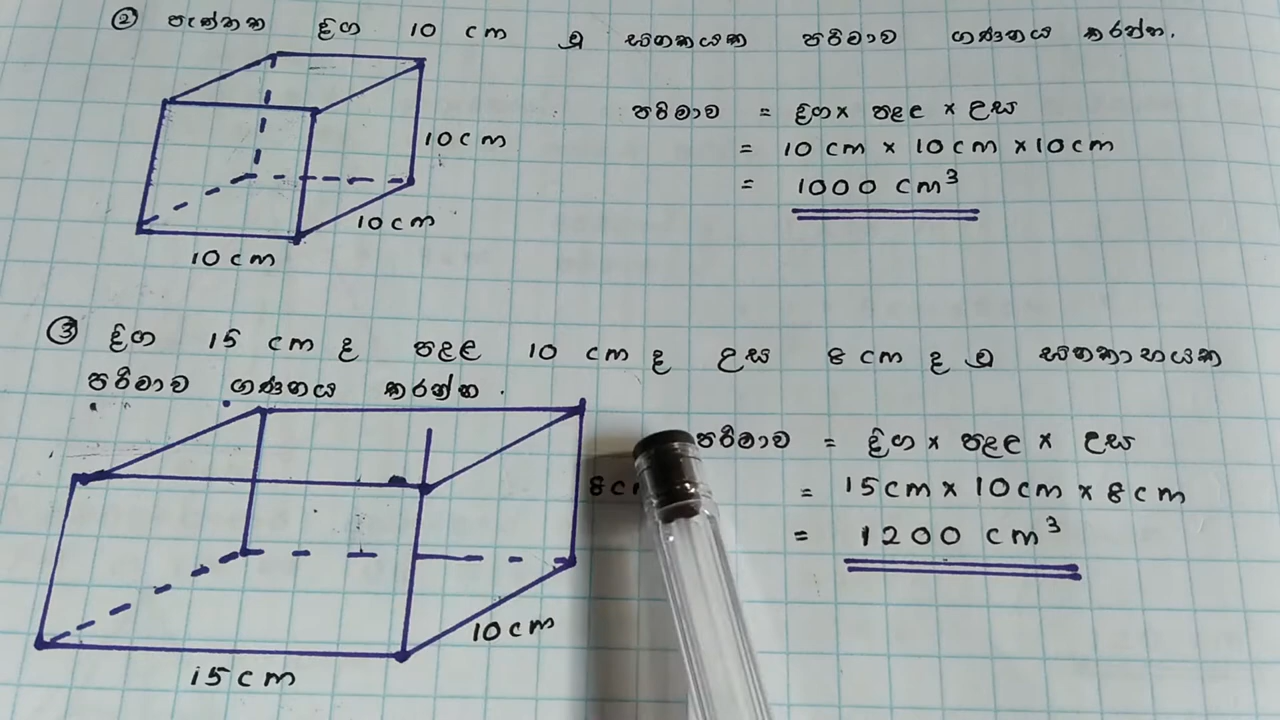 ② පැත්තක දිග 10 cm වූ ඝනකයක පරිමාව ගණනය කරන්න.
පරිමාව = දිග × පළල × උස
= 10 cm × 10 cm × 10 cm
= 1000 cm³
10 cm
10 cm
10 cm
③ දිග 15 cm ද පළල 10 cm ද උස 8 cm ද වූ ඝනකාභයක
පරිමාව ගණනය කරන්න.
පරිමාව = දිග × පළල × උස
8 c
= 15 cm × 10 cm × 8 cm
= 1200 cm³
10 cm
15 cm